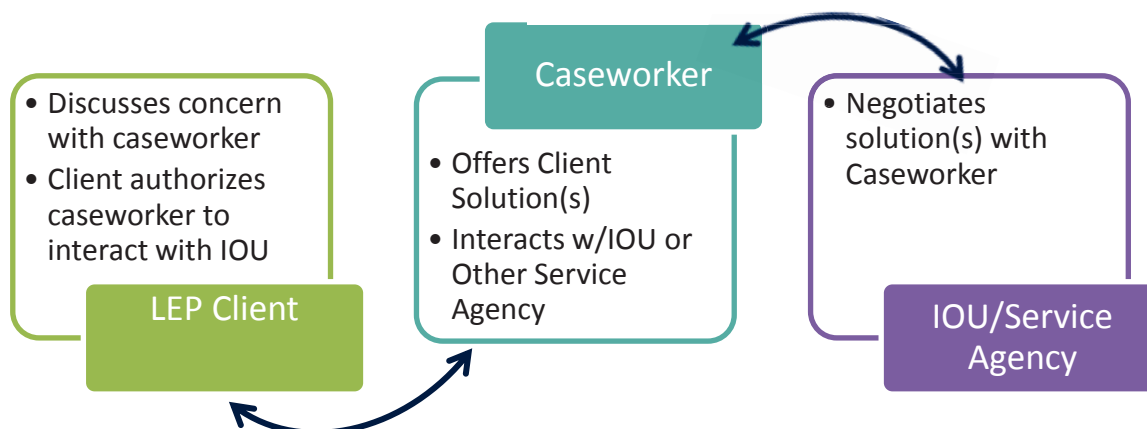 • Discusses concern
with caseworker
• Client authorizes
caseworker to
interact with IOU
LEP Client
Caseworker
• Offers Client
Solution(s)
• Interacts w/IOU or
Other Service
Agency
• Negotiates
solution(s) with
Caseworker
IOU/Service
Agency